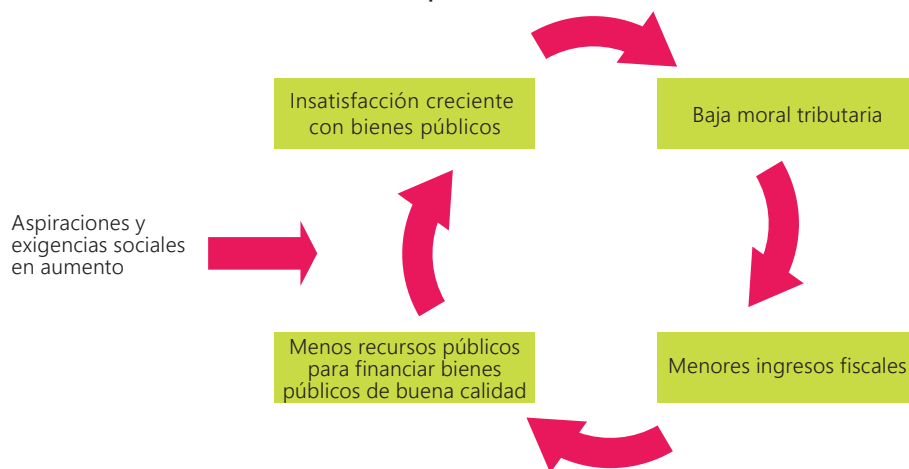 Insatisfacción creciente
con bienes públicos
Baja moral tributaria
Aspiraciones y
exigencias sociales
en aumento
Menos recursos públicos
para financiar bienes
públicos de buena calidad
Menores ingresos fiscales